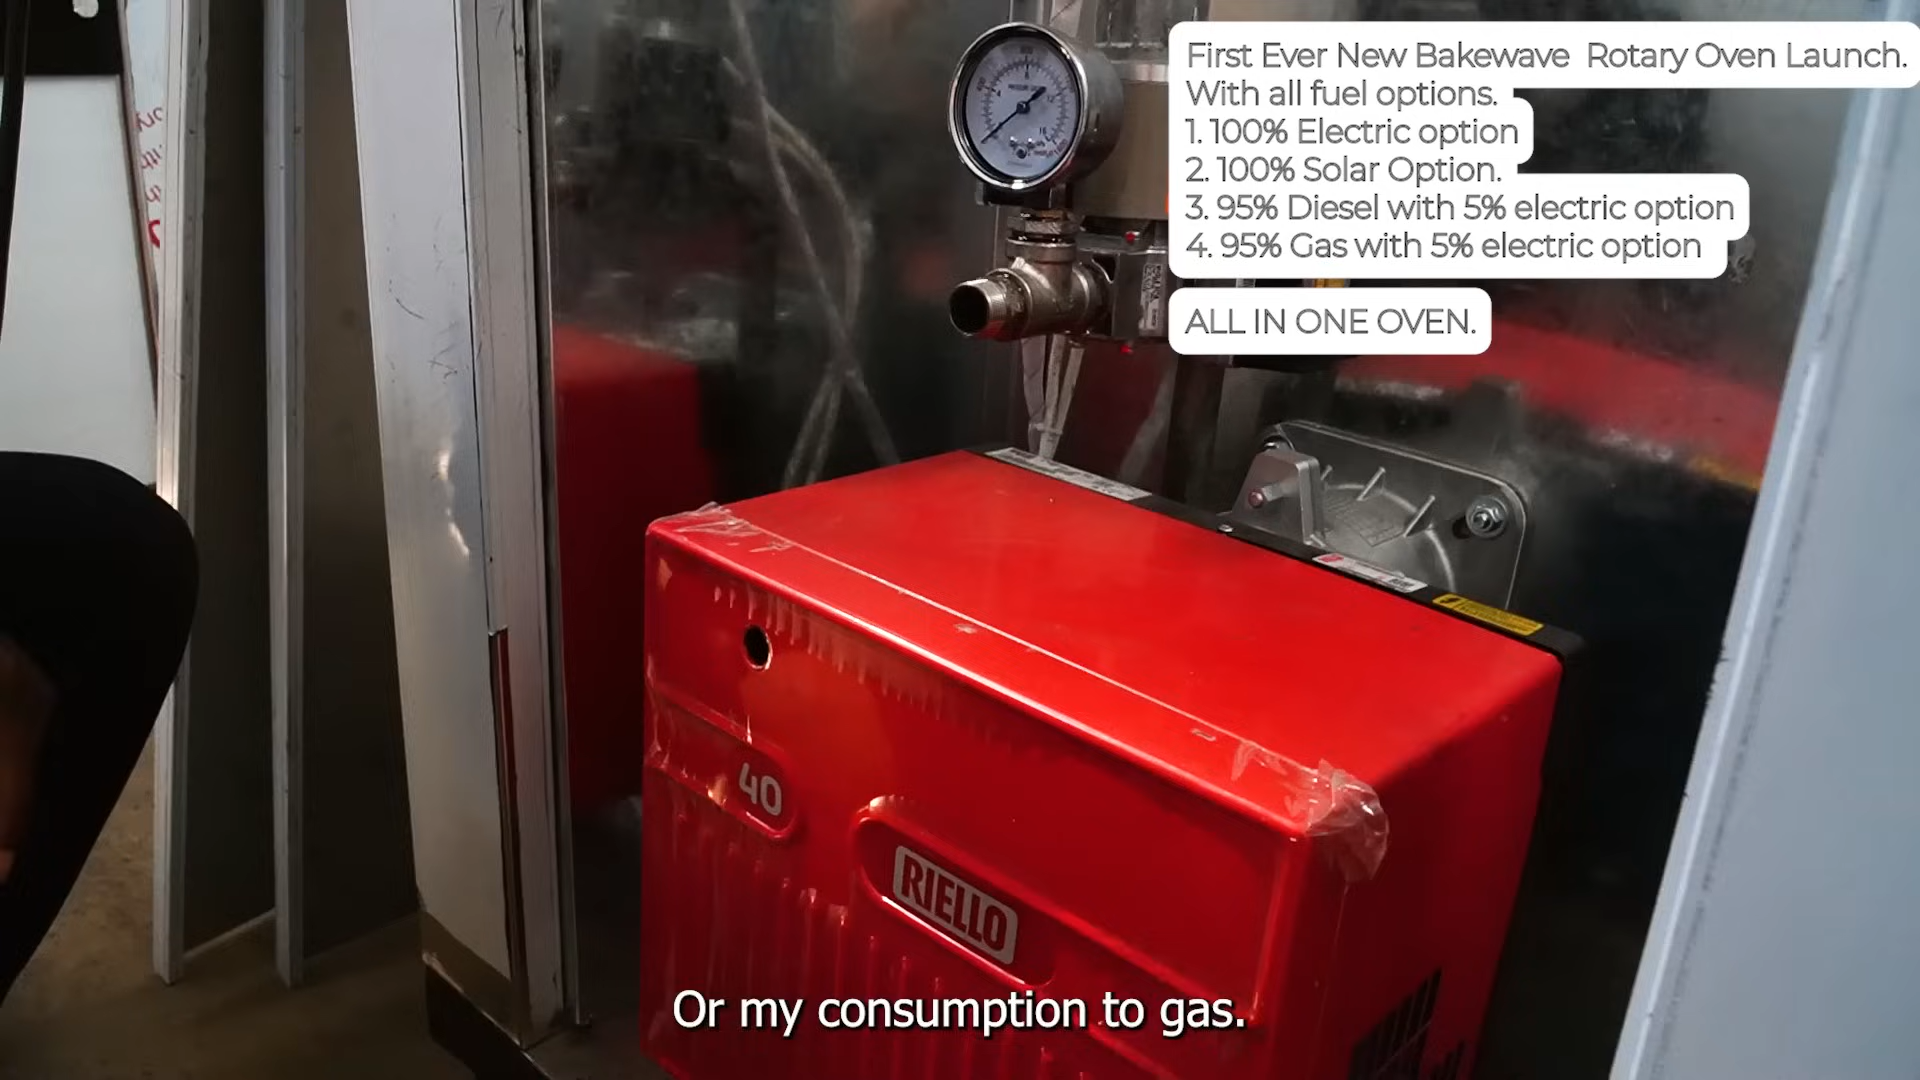 First Ever New Bakewave Rotary Oven Launch.
With all fuel options.
1. 100% Electric option
2. 100% Solar Option.
3. 95% Diesel with 5% electric option
4. 95% Gas with 5% electric option
ALL IN ONE OVEN.
40
RIELLO
Or my consumption to gas.